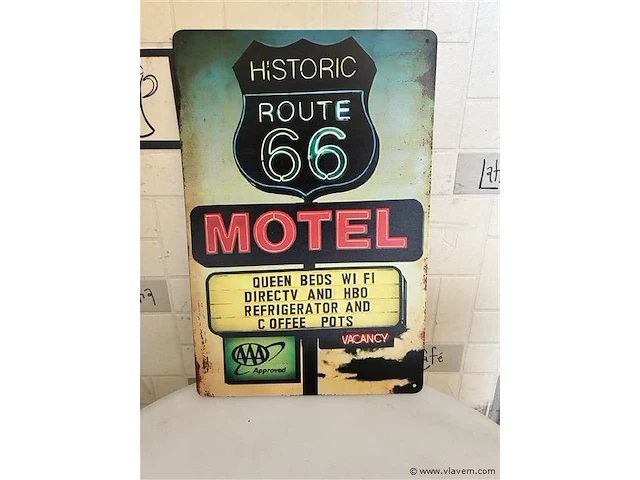 HiSTORIC
ROUTE
66
MOTEL
QUEEN BEDS WI FI
DIRECTV AND HBO
REFRIGERATOR AND
COFFEE POTS
VACANCY
AAA
Approved
© www.vlavem.com